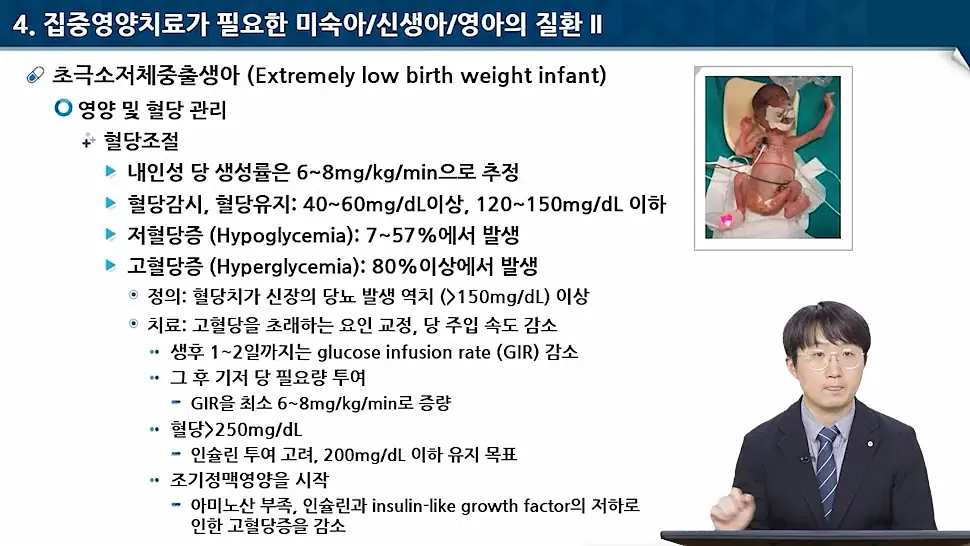 4. 집중영양치료가 필요한 미숙아/신생아/영아의 질환 II
초극소저체중출생아 (Extremely low birth weight infant)
영양 및 혈당 관리
혈당조절
내인성 당 생성률은 6~8mg/kg/min으로 추정
혈당감시, 혈당유지: 40~60mg/dL이상, 120~150mg/dL 이하
저혈당증 (Hypoglycemia): 7~57%에서 발생
고혈당증 (Hyperglycemia): 80%이상에서 발생
정의: 혈당치가 신장의 당뇨 발생 역치 (>150mg/dL) 이상
치료: 고혈당을 초래하는 요인 교정, 당 주입 속도 감소
생후 1~2일까지는 glucose infusion rate (GIR) 감소
그 후 기저 당 필요량 투여
GIR을 최소 6~8mg/kg/min로 증량
혈당>250mg/dL
인슐린 투여 고려, 200mg/dL 이하 유지 목표
조기정맥영양을 시작
아미노산 부족, 인슐린과 insulin-like growth factor의 저하로
인한 고혈당증을 감소